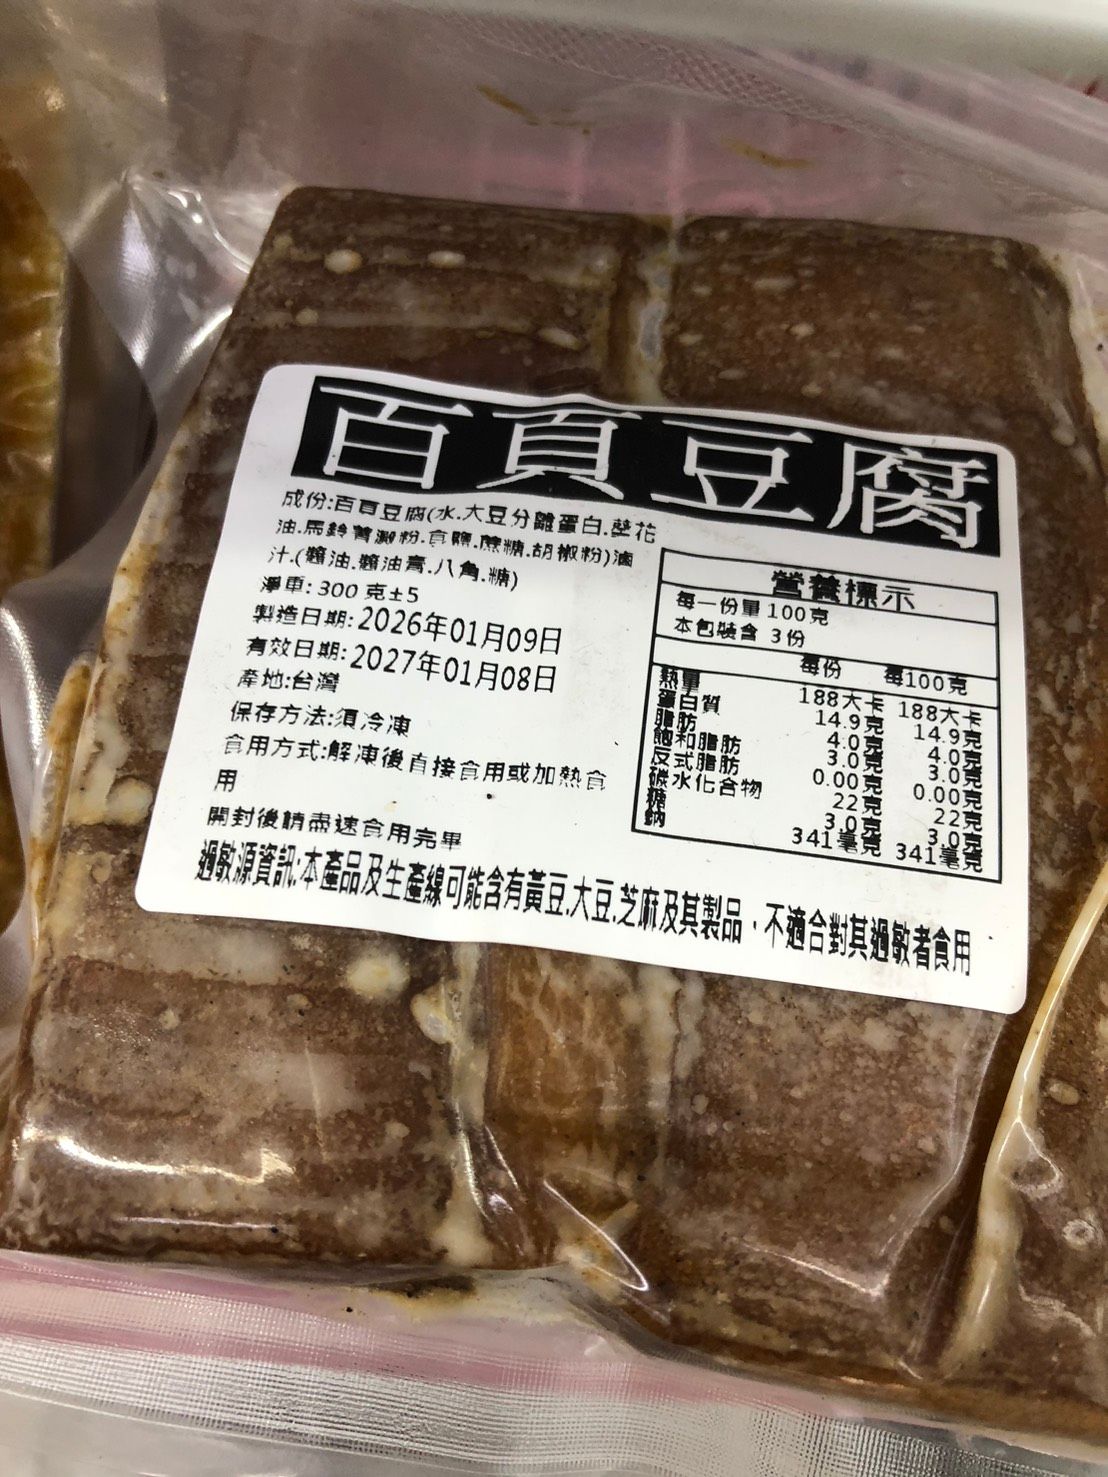 百頁豆腐
成份:百頁豆腐(水.大豆分離蛋白.葵花
油.馬鈴薯澱粉.食鹽.蔗糖.胡椒粉)滷
汁.(醬油.醬油膏.八角.糖)
淨重: 300 克±5
製造日期: 2026年01月09日
有效日期: 2027年01月08日
產地:台灣
保存方法:須冷凍
食用方式:解凍後直接食用或加熱食
用
開封後請盡速食用完畢
營養標示
每一份量 100克
本包裝含 3份
每份 每100克
熱量 188大卡 188大卡
蛋白質 14.9克 14.9克
脂肪 4.0克 4.0克
飽和脂肪 3.0克 3.0克
反式脂肪 0.00克 0.00克
碳水化合物 22克 22克
糖 3.0克 3.0克
鈉 341毫克 341毫克
過敏源資訊:本產品及生產線可能含有黃豆.大豆.芝麻及其製品，不適合對其過敏者食用